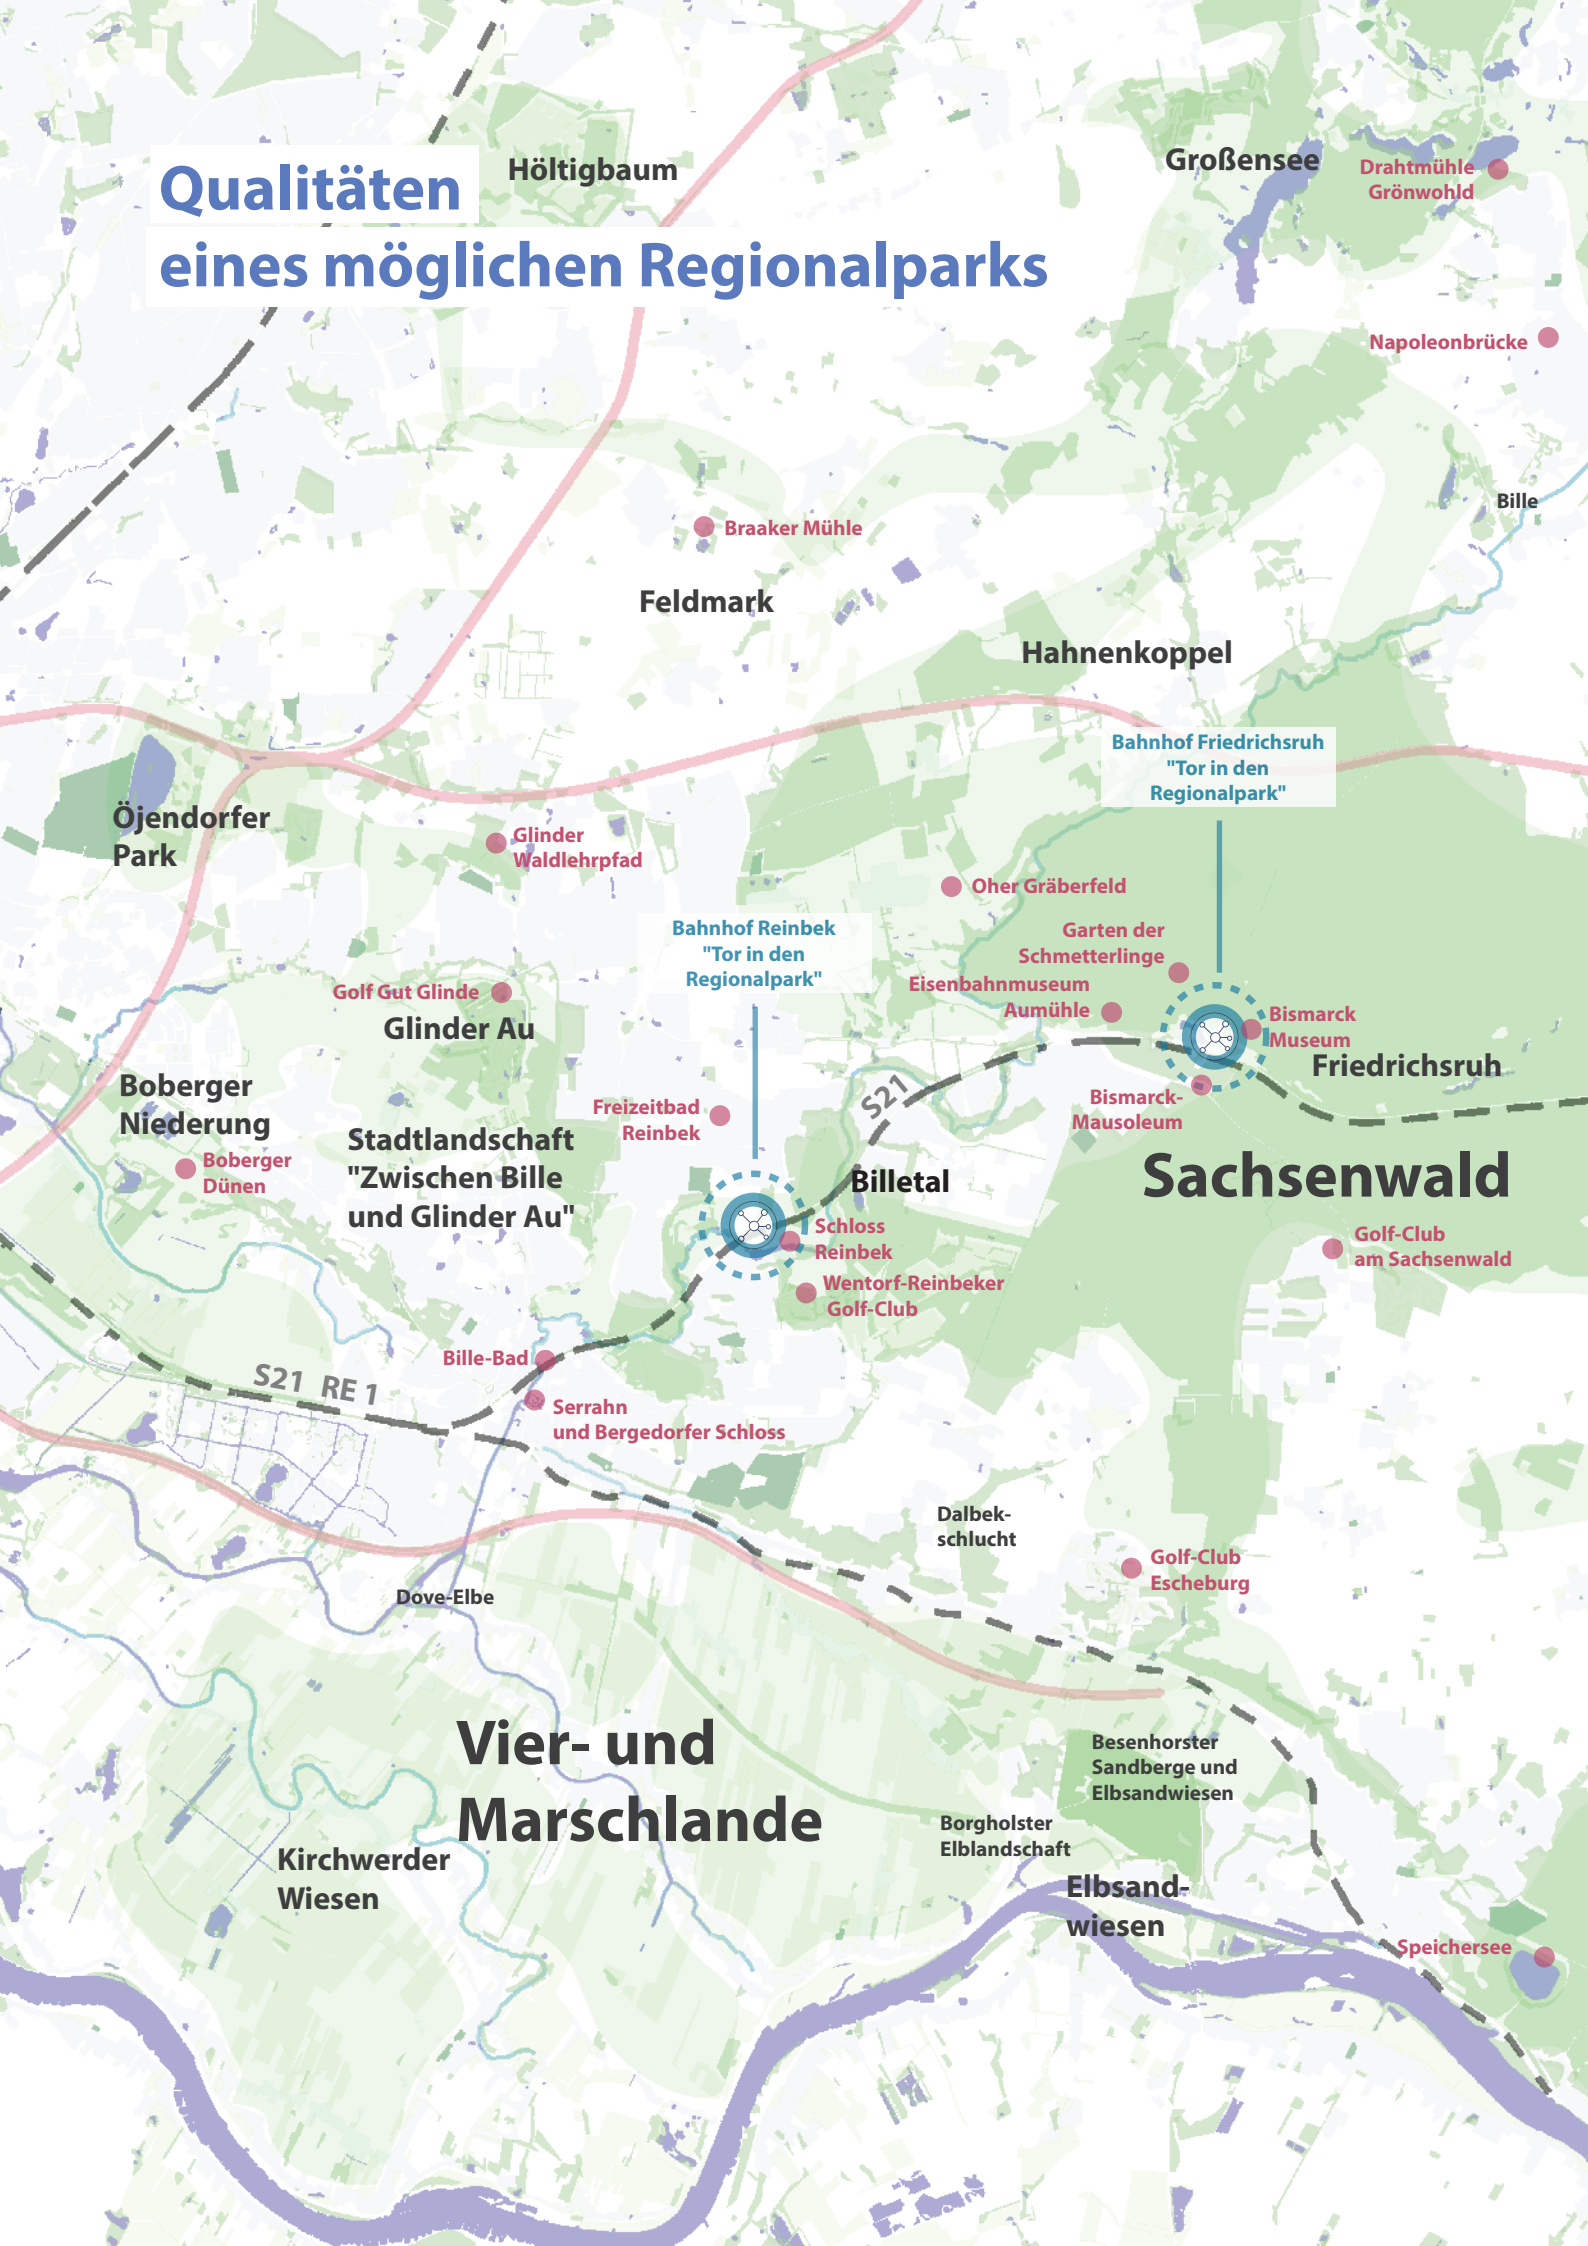 Qualitäten
eines möglichen Regionalparks
Höltigbaum
Großensee
Drahtmühle
Grönwohld
Napoleonbrücke
Bille
Braaker Mühle
Feldmark
Hahnenkoppel
Bahnhof Friedrichsruh
"Tor in den
Regionalpark"
Öjendorfer
Park
Glinder
Waldlehrpfad
Oher Gräberfeld
Bahnhof Reinbek
"Tor in den
Regionalpark"
Garten der
Schmetterlinge
Eisenbahnmuseum
Aumühle
Golf Gut Glinde
Glinder Au
Bismarck
Museum
Friedrichsruh
Boberger
Niederung
Boberger
Dünen
Stadtlandschaft
"Zwischen Bille
und Glinder Au"
Freizeitbad
Reinbek
S21
Bismarck-
Mausoleum
Billetal
Sachsenwald
Schloss
Reinbek
Golf-Club
am Sachsenwald
Wentorf-Reinbeker
Golf-Club
Bille-Bad
S21 RE 1
Serrahn
und Bergedorfer Schloss
Dalbek-
schlucht
Golf-Club
Escheburg
Dove-Elbe
Vier- und
Marschlande
Besenhorster
Sandberge und
Elbsandwiesen
Borgholster
Elblandschaft
Kirchwerder
Wiesen
Elbsand-
wiesen
Speichersee